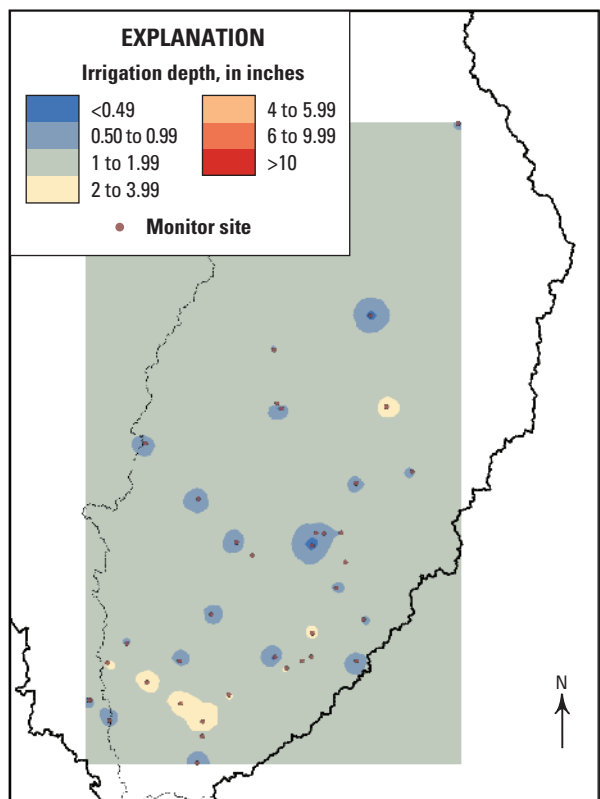 EXPLANATION
Irrigation depth, in inches
<0.49
0.50 to 0.99
1 to 1.99
2 to 3.99
4 to 5.99
6 to 9.99
>10
Monitor site
N